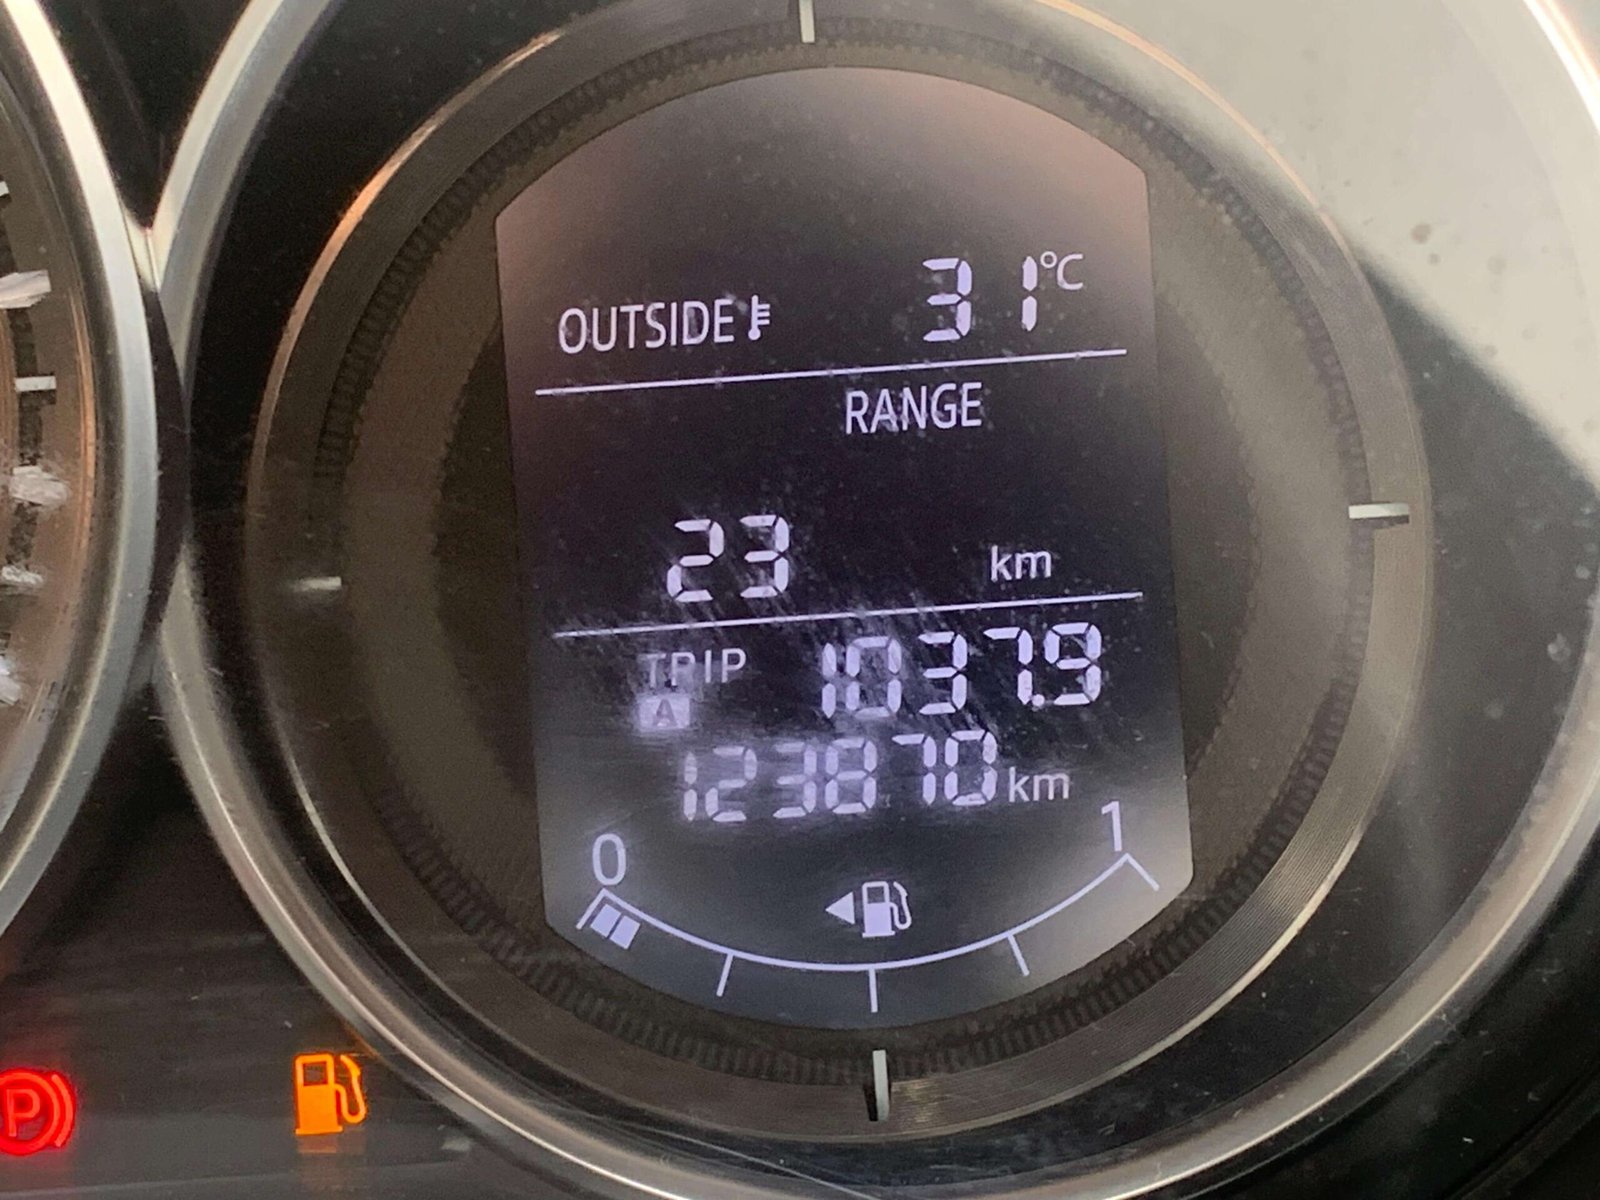 OUTSIDE 31°C
RANGE
23 km
TRIP 1037.9
A
123870 km
0 1
P